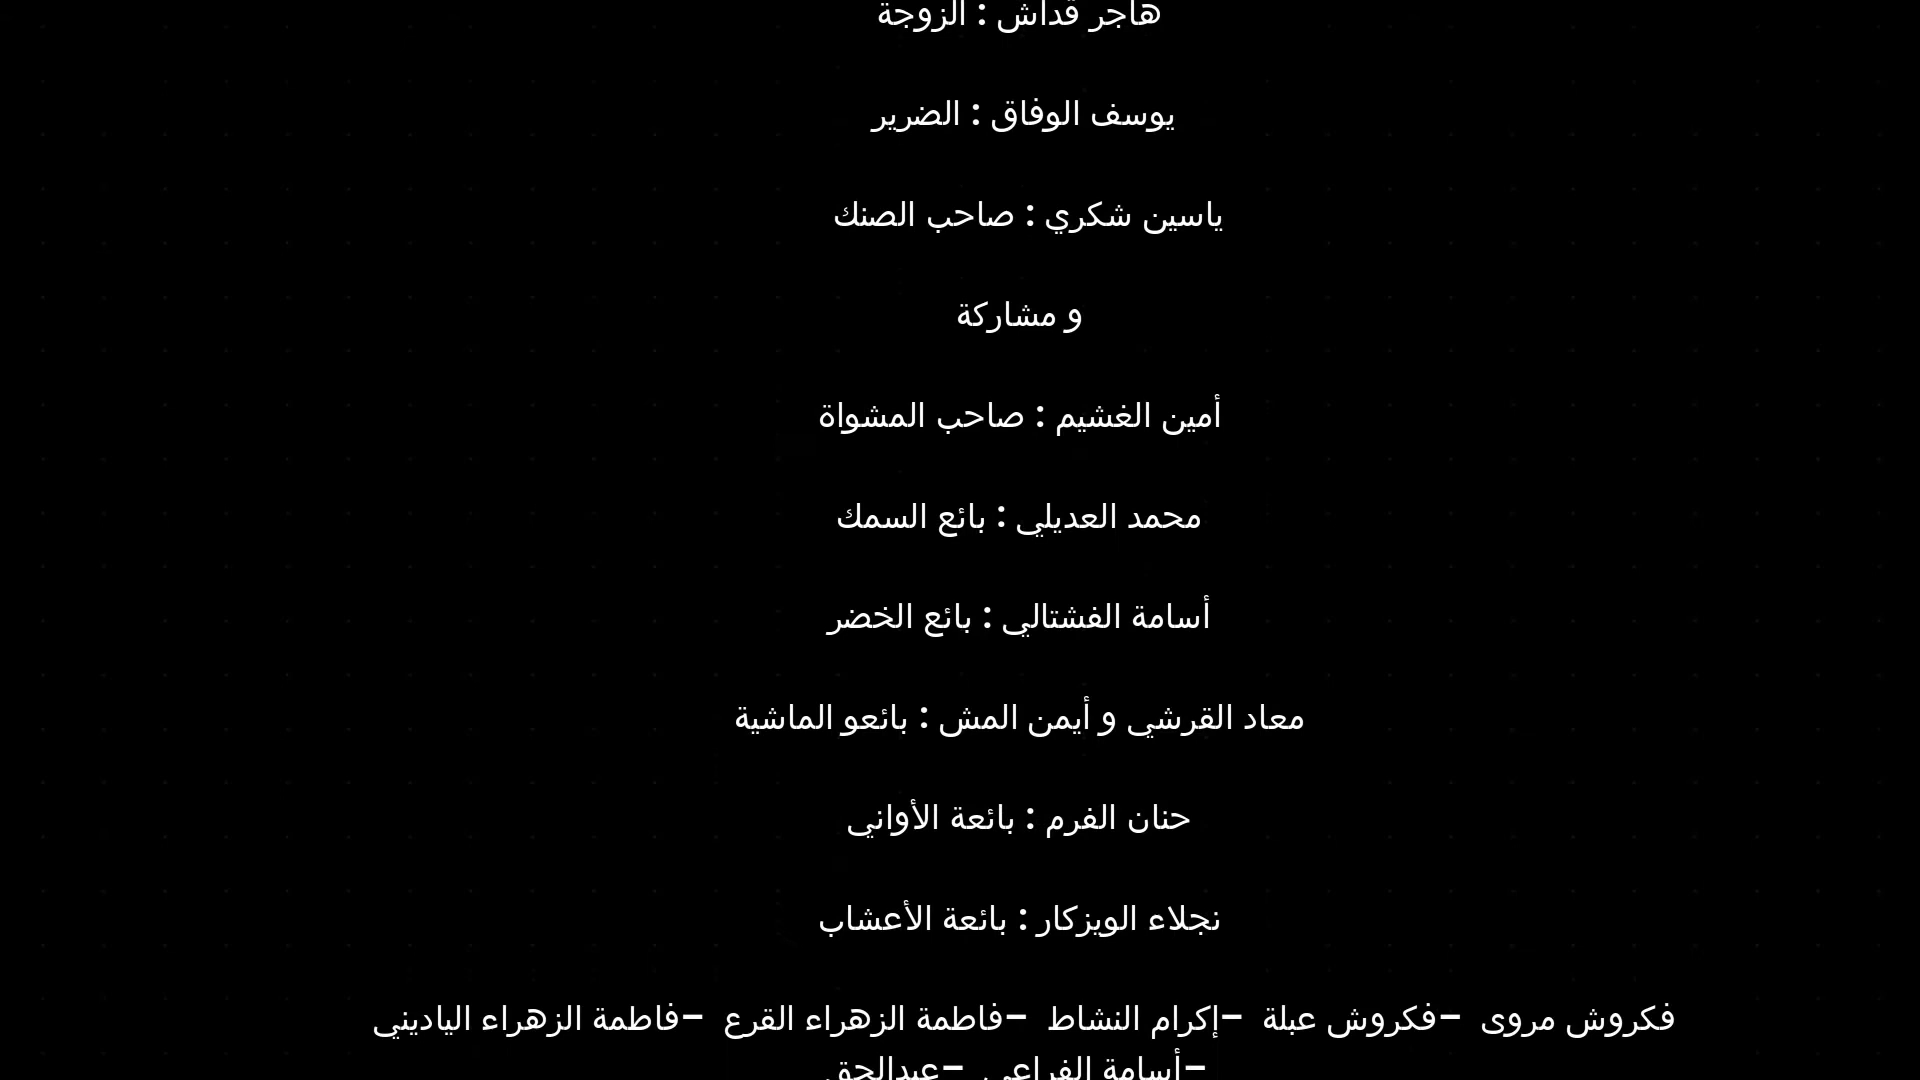 هاجر قداش : الزوجة
يوسف الوفاق : الضرير
ياسين شكري : صاحب الصنك
و مشاركة
أمين الغشيم : صاحب المشواة
محمد العديلي : بائع السمك
أسامة الفشتالي : بائع الخضر
معاد القرشي و أيمن المش : بائعو الماشية
حنان الفرم : بائعة الأواني
نجلاء الويزكار : بائعة الأعشاب
فكروش مروى –فكروش عبلة –إكرام النشاط –فاطمة الزهراء القرع –فاطمة الزهراء الياديني
–أسامة الفراعي –عبدالحق